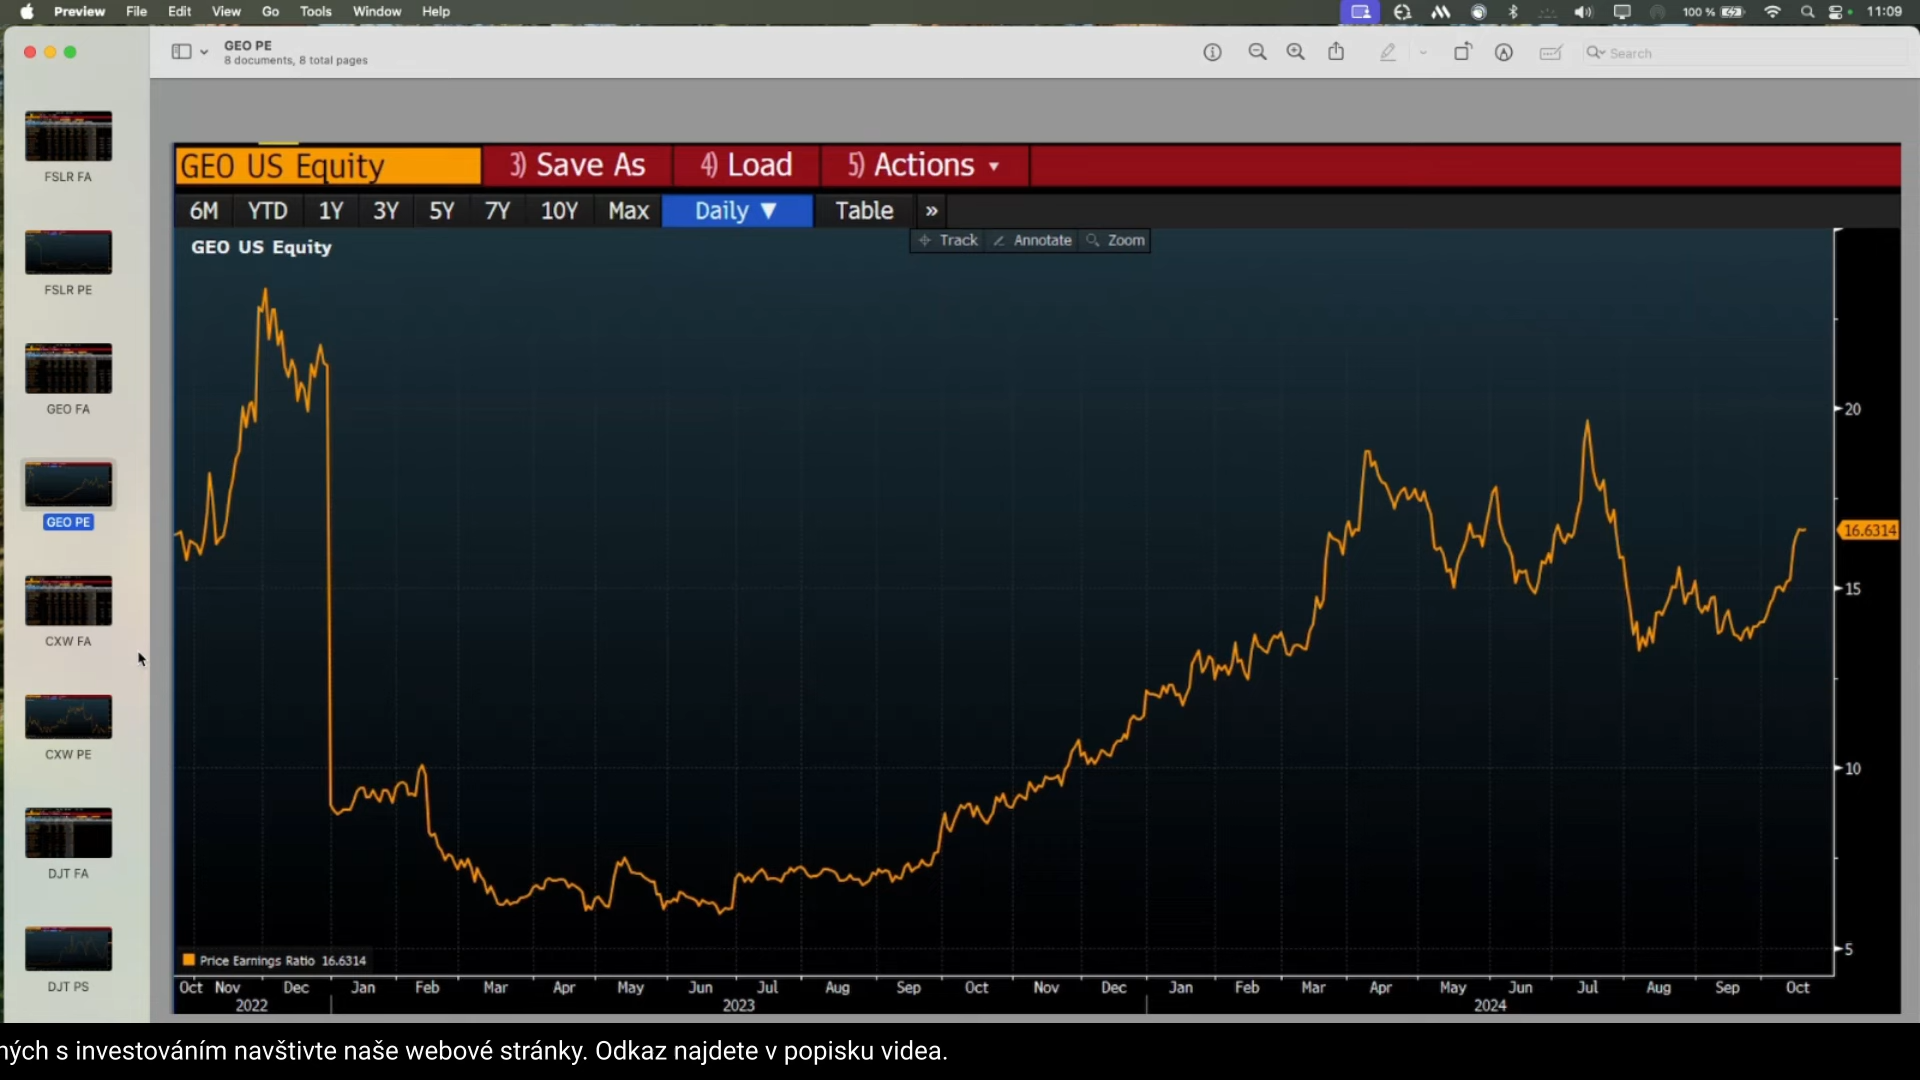 Preview File Edit View Go Tools Window Help 100 % 11:09
GEO PE
8 documents, 8 total pages
Search
FSLR FA
FSLR PE
GEO FA
GEO PE
CXW FA
CXW PE
DJT FA
DJT PS
GEO US Equity 3) Save As 4) Load 5) Actions
6M YTD 1Y 3Y 5Y 7Y 10Y Max Daily ▼ Table »
Track Annotate Zoom
GEO US Equity
20
16.6314
15
10
5
Price Earnings Ratio 16.6314
Oct Nov Dec Jan Feb Mar Apr May Jun Jul Aug Sep Oct Nov Dec Jan Feb Mar Apr May Jun Jul Aug Sep Oct
2022 2023 2024
ných s investováním navštivte naše webové stránky. Odkaz najdete v popisku videa.